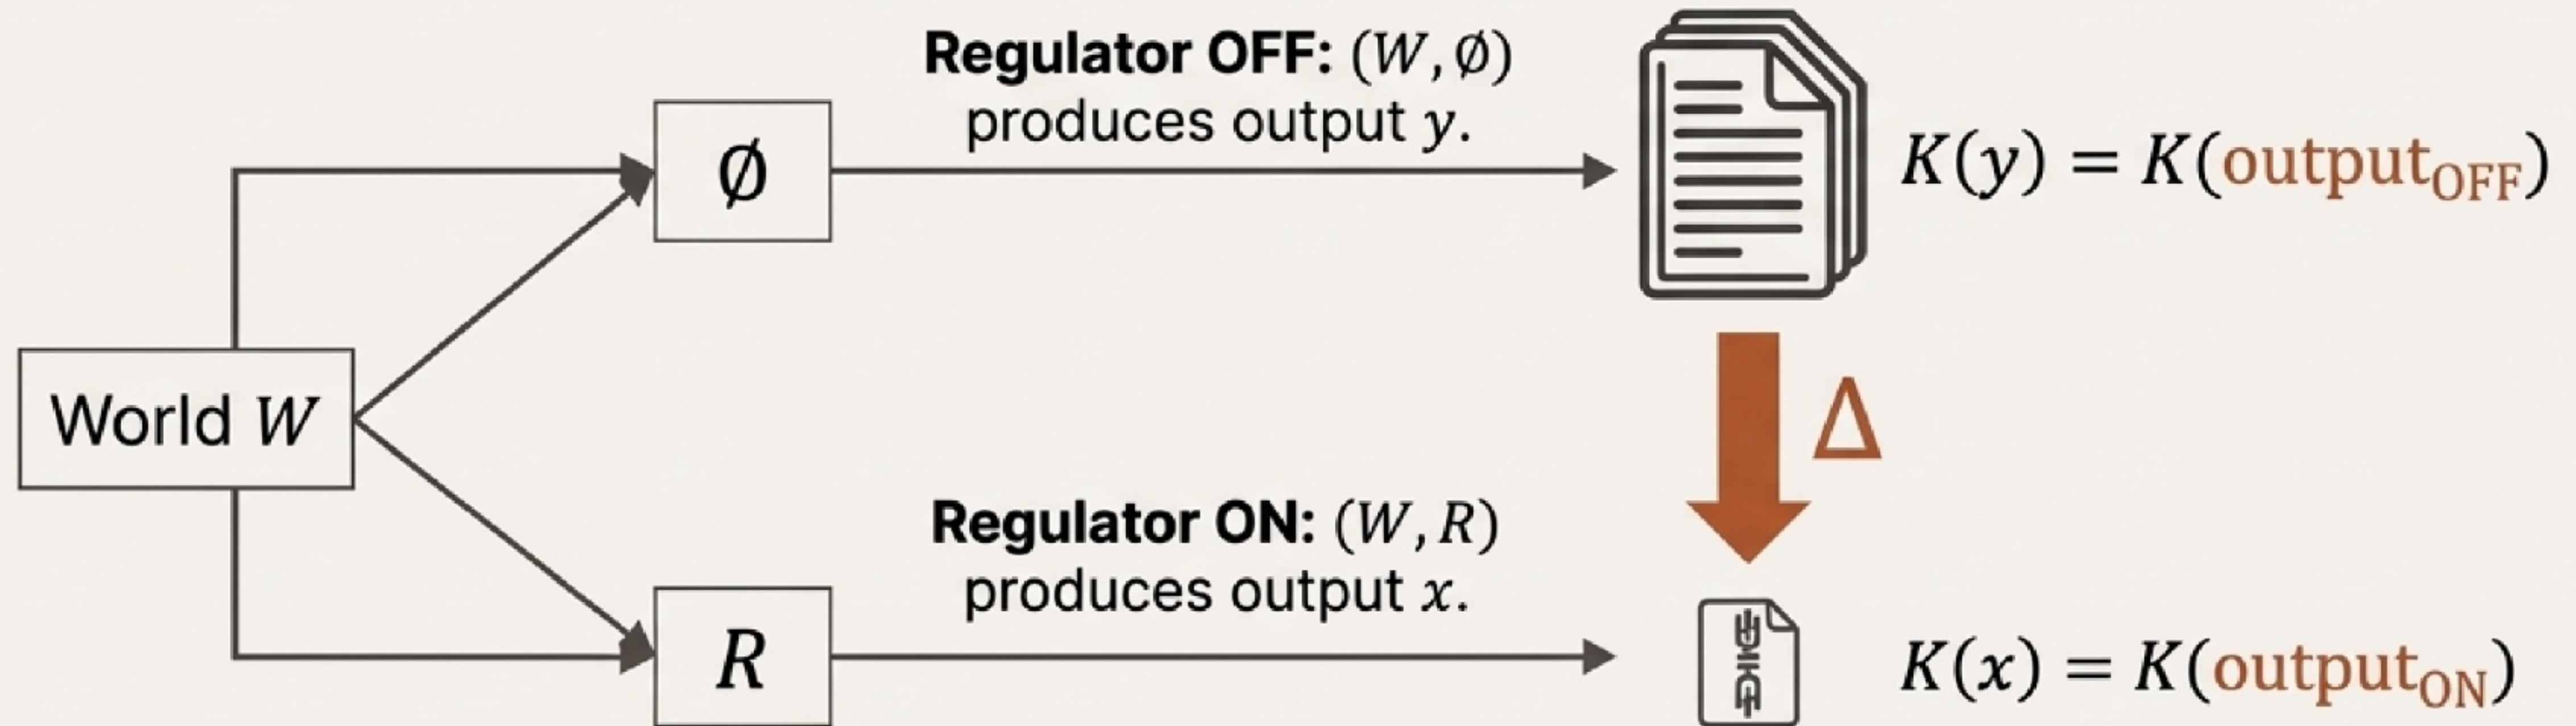 Regulator OFF: (W, ∅)
produces output y.
∅
K(y) = K(output_OFF)
World W
Δ
Regulator ON: (W, R)
produces output x.
R
K(x) = K(output_ON)